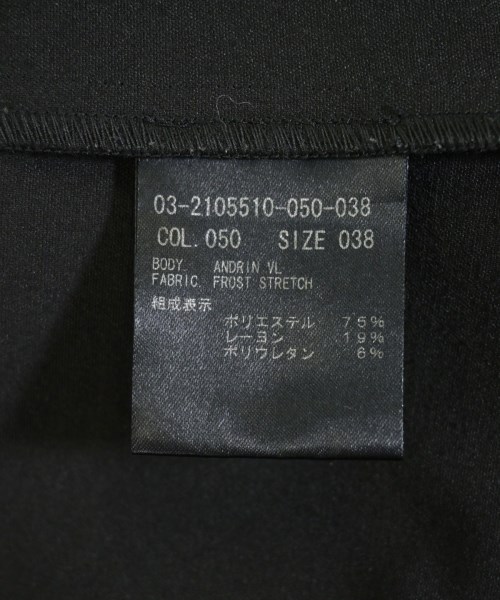 03-2105510-050-038
COL. 050 SIZE 038
BODY ANDRIN VL
FABRIC FROST STRETCH
組成表示
ポリエステル 75%
レーヨン 19%
ポリウレタン 6%